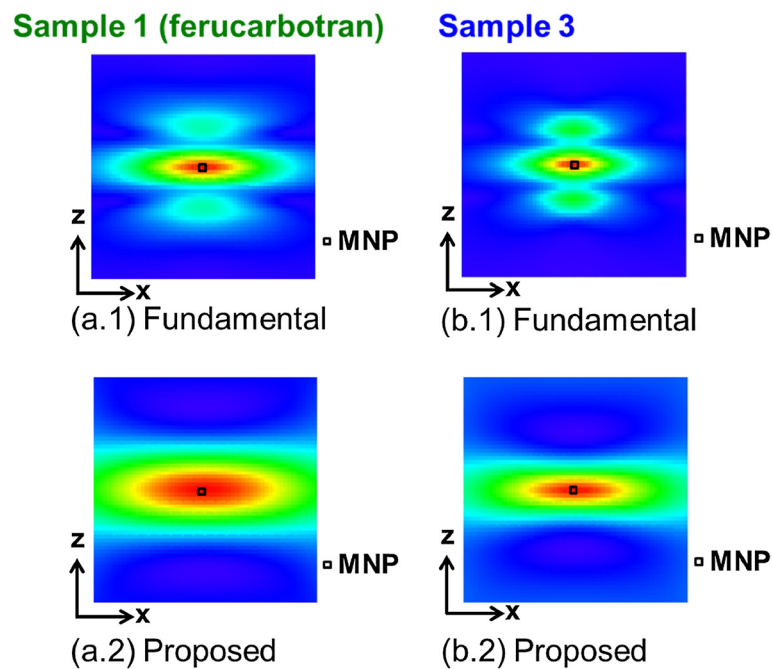 Sample 1 (ferucarbotran)
Sample 3
z
x
MNP
(a.1) Fundamental
z
x
MNP
(b.1) Fundamental
z
x
MNP
(a.2) Proposed
z
x
MNP
(b.2) Proposed